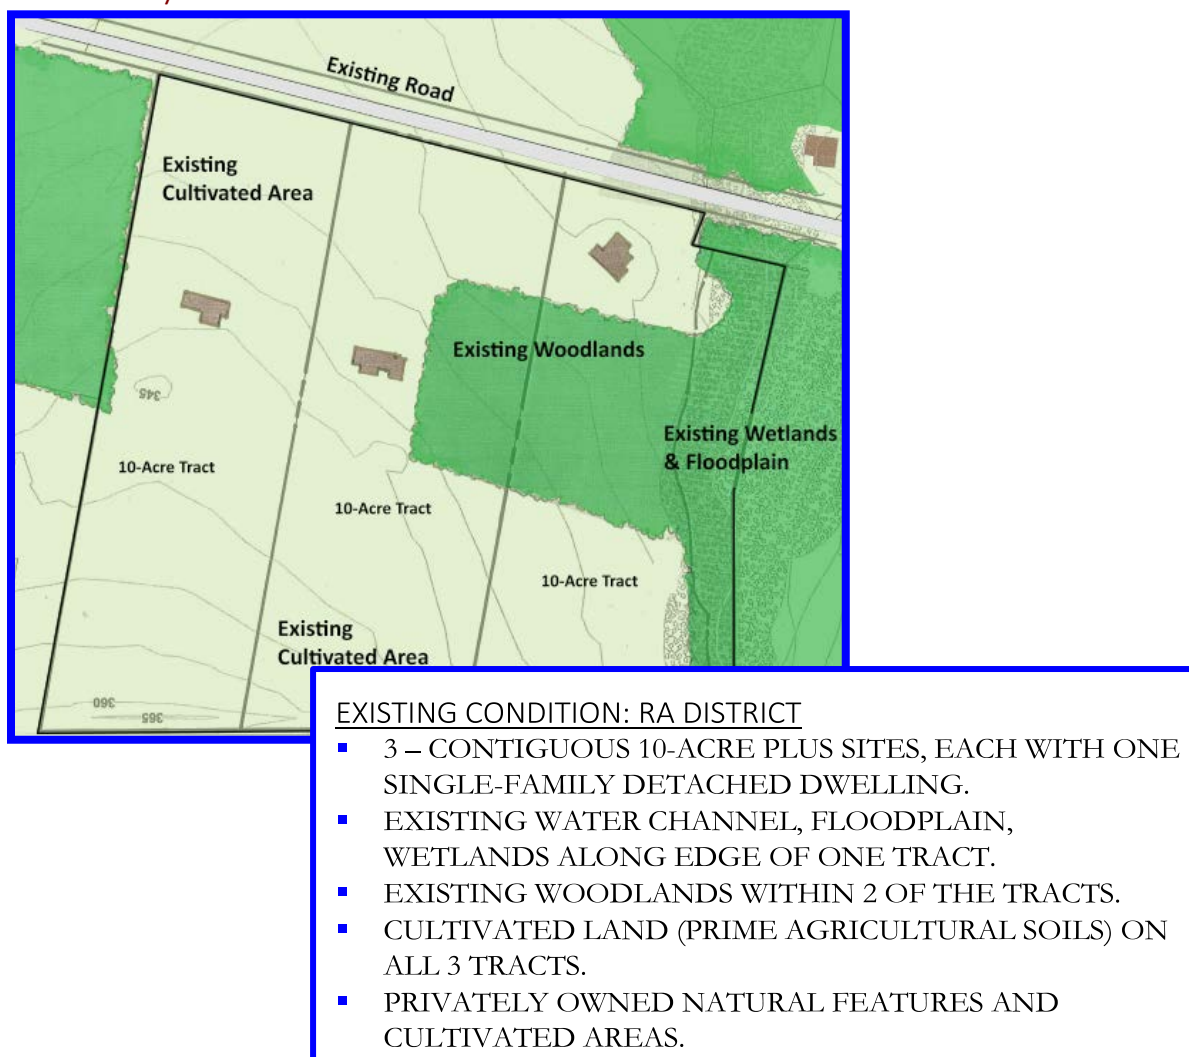 Existing Road
Existing
Cultivated Area
Existing Woodlands
345
Existing Wetlands
& Floodplain
10-Acre Tract
10-Acre Tract
10-Acre Tract
Existing
Cultivated Area
360
365
EXISTING CONDITION: RA DISTRICT
▪ 3 – CONTIGUOUS 10-ACRE PLUS SITES, EACH WITH ONE
SINGLE-FAMILY DETACHED DWELLING.
▪ EXISTING WATER CHANNEL, FLOODPLAIN,
WETLANDS ALONG EDGE OF ONE TRACT.
▪ EXISTING WOODLANDS WITHIN 2 OF THE TRACTS.
▪ CULTIVATED LAND (PRIME AGRICULTURAL SOILS) ON
ALL 3 TRACTS.
▪ PRIVATELY OWNED NATURAL FEATURES AND
CULTIVATED AREAS.